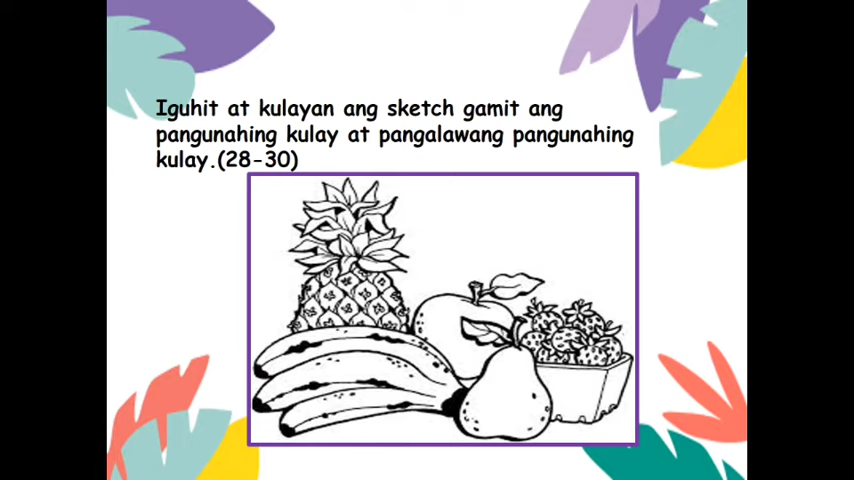 Iguhit at kulayan ang sketch gamit ang
pangunahing kulay at pangalawang pangunahing
kulay.(28-30)